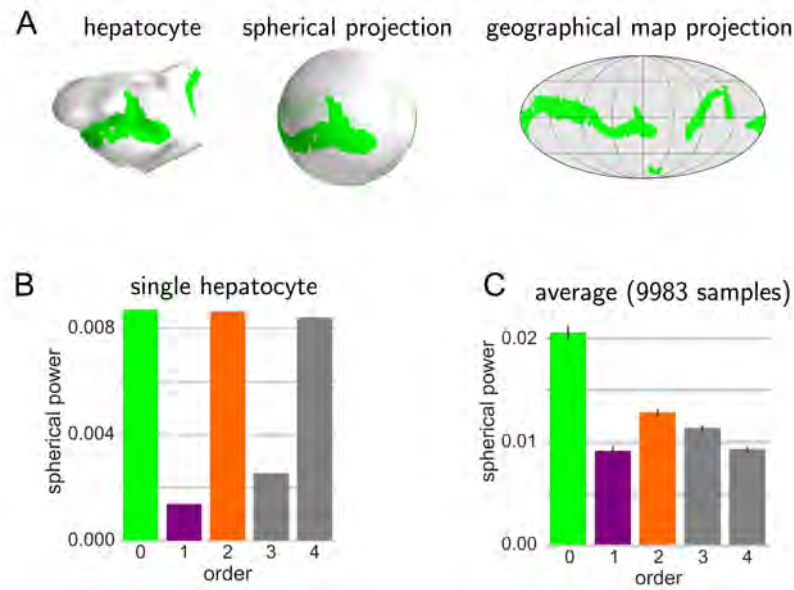 A
hepatocyte
spherical projection
geographical map projection
B
single hepatocyte
spherical power
0.008
0.004
0.000
0
1
2
3
4
order
C
average (9983 samples)
spherical power
0.02
0.01
0.00
0
1
2
3
4
order